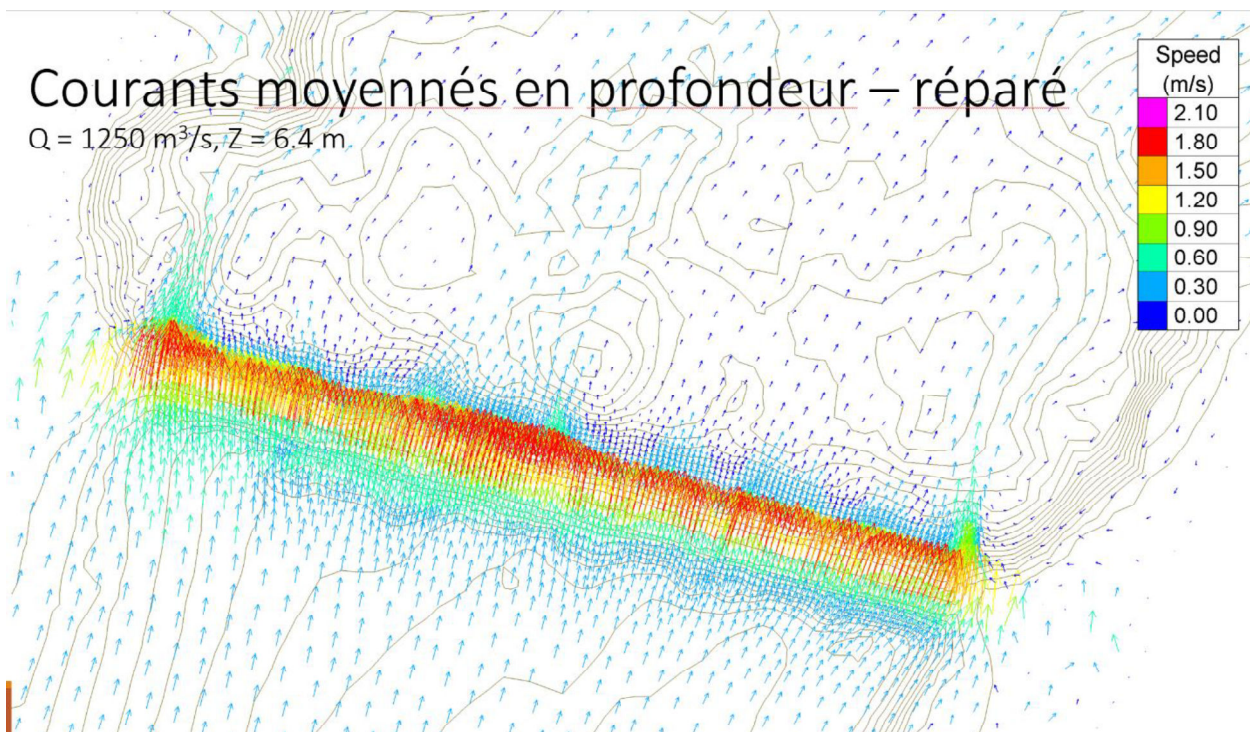 Courants moyennés en profondeur – réparé
Q = 1250 m³/s, Z = 6.4 m
Speed
(m/s)
2.10
1.80
1.50
1.20
0.90
0.60
0.30
0.00